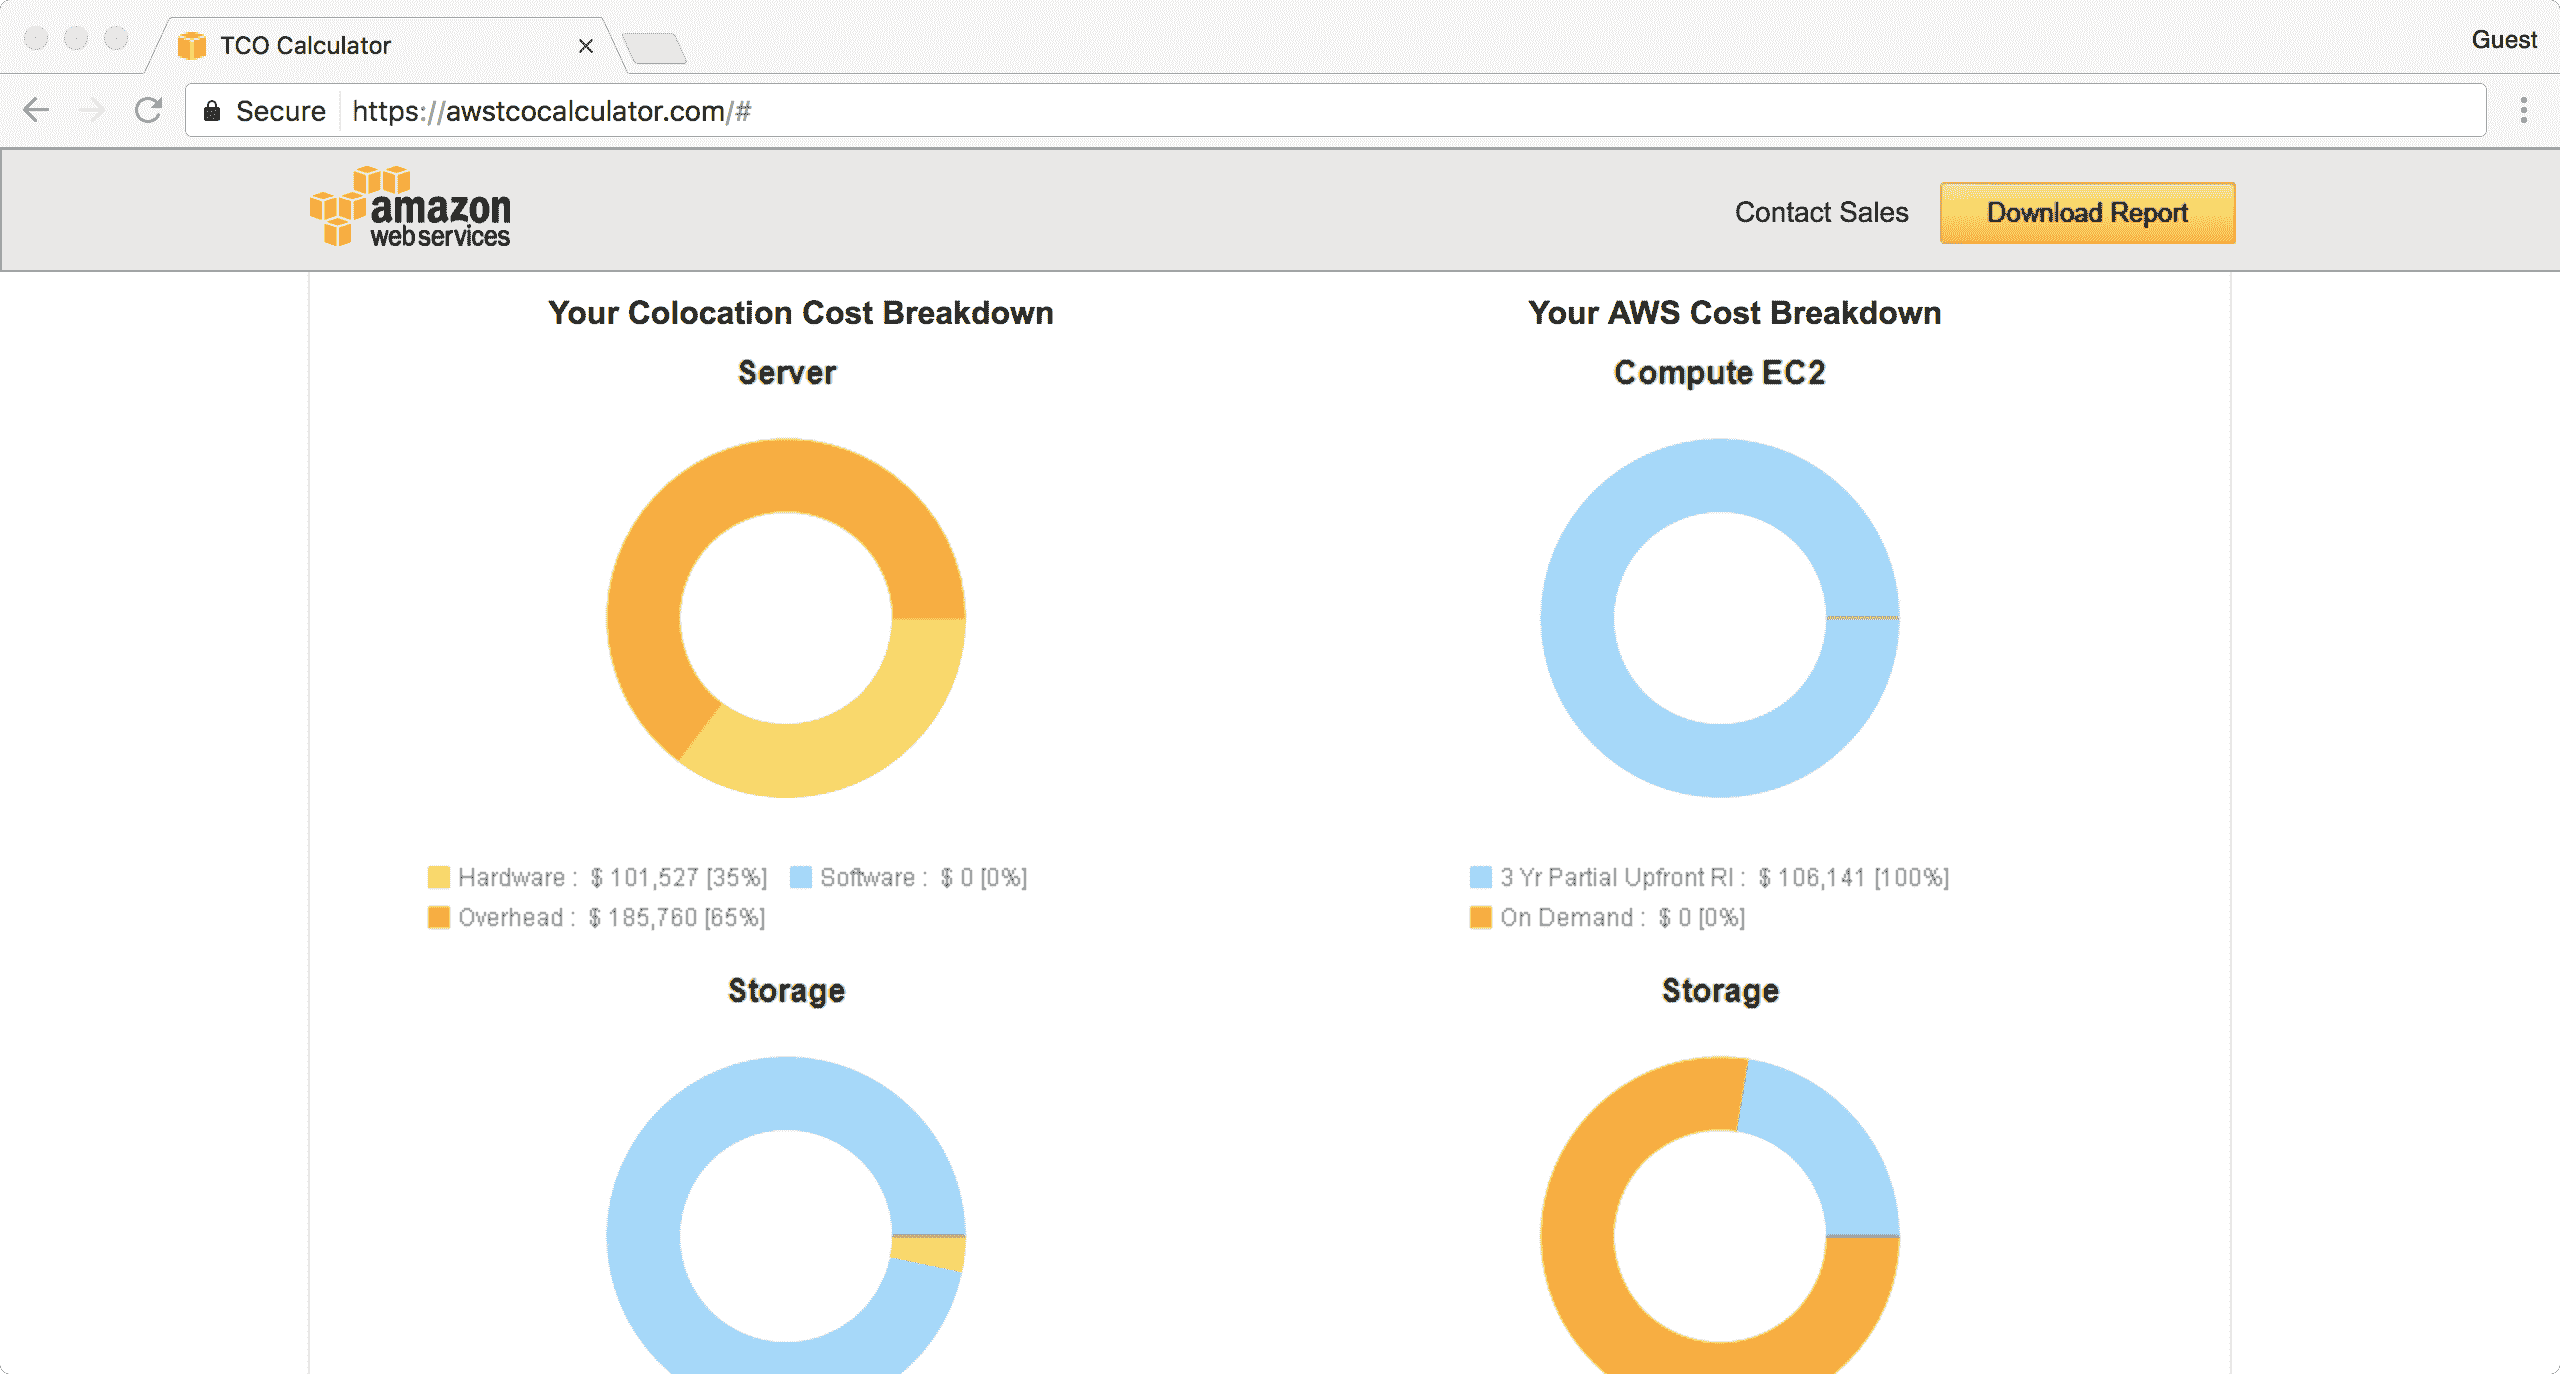 TCO Calculator
Guest
Secure https://awstcocalculator.com/#
amazon
web services
Contact Sales
Download Report
Your Colocation Cost Breakdown
Server
Hardware : $ 101,527 [35%] Software : $ 0 [0%]
Overhead : $ 185,760 [65%]
Storage
Your AWS Cost Breakdown
Compute EC2
3 Yr Partial Upfront RI : $ 106,141 [100%]
On Demand : $ 0 [0%]
Storage